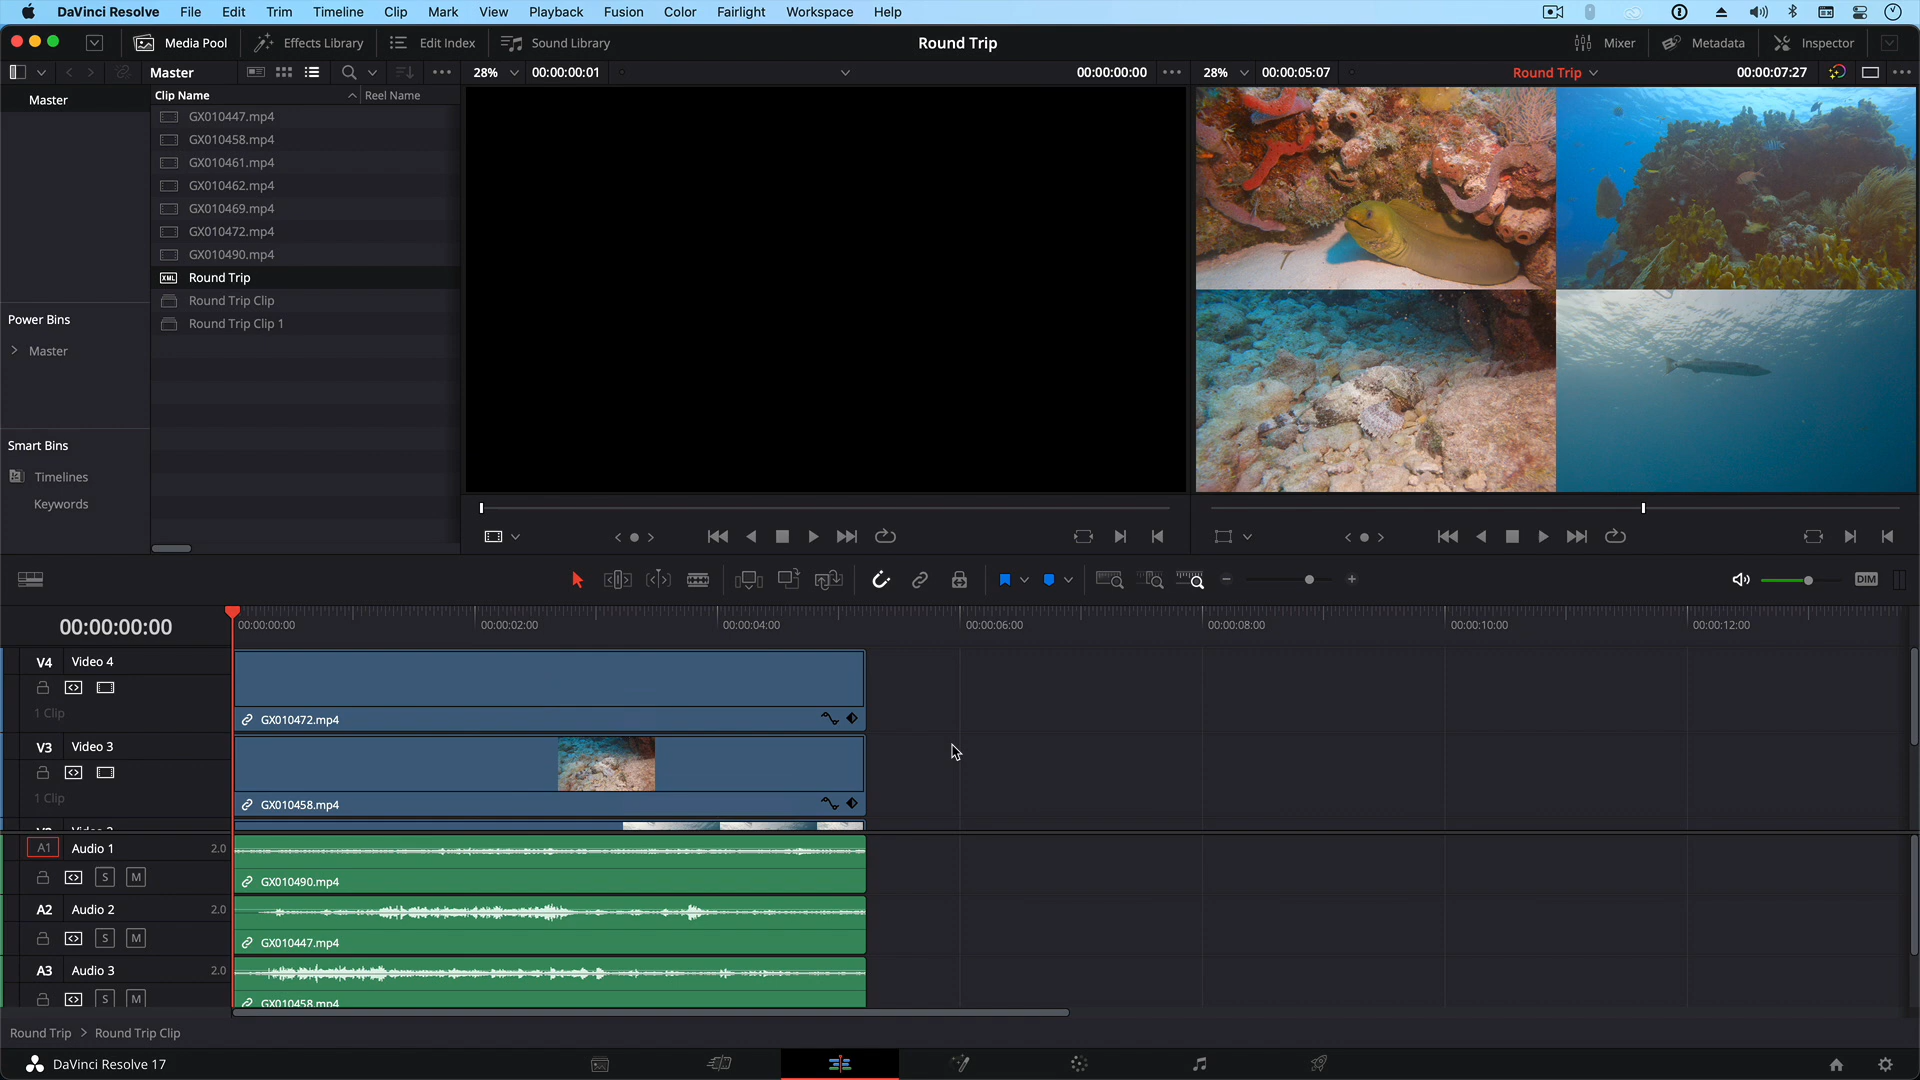 DaVinci Resolve File Edit Trim Timeline Clip Mark View Playback Fusion Color Fairlight Workspace Help
Media Pool Effects Library Edit Index Sound Library Round Trip Mixer Metadata Inspector
Master 28% 00:00:00:01 00:00:00:00 28% 00:00:05:07 Round Trip 00:00:07:27
Master
Clip Name Reel Name
GX010447.mp4
GX010458.mp4
GX010461.mp4
GX010462.mp4
GX010469.mp4
GX010472.mp4
GX010490.mp4
XML Round Trip
Round Trip Clip
Round Trip Clip 1
Power Bins
Master
Smart Bins
Timelines
Keywords
DIM
00:00:00:00
00:00:00:00 00:00:02:00 00:00:04:00 00:00:06:00 00:00:08:00 00:00:10:00 00:00:12:00
V4 Video 4
1 Clip
GX010472.mp4
V3 Video 3
1 Clip
GX010458.mp4
V2 Video 2
A1 Audio 1 2.0
S M
GX010490.mp4
A2 Audio 2 2.0
S M
GX010447.mp4
A3 Audio 3 2.0
S M
GX010458.mp4
Round Trip > Round Trip Clip
DaVinci Resolve 17